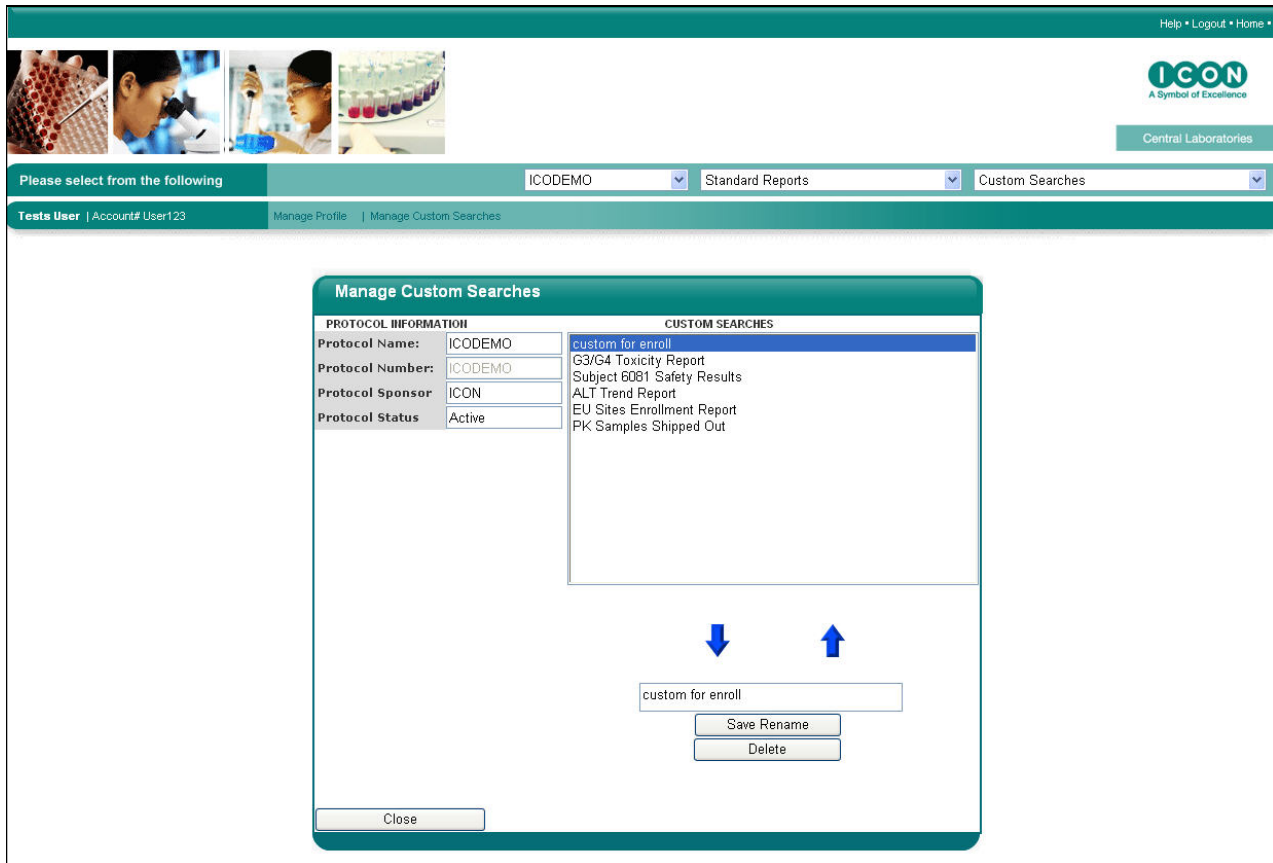 Help • Logout • Home •
ICON
A Symbol of Excellence
Central Laboratories
Please select from the following
ICODEMO
Standard Reports
Custom Searches
Tests User | Account# User123
Manage Profile | Manage Custom Searches
Manage Custom Searches
PROTOCOL INFORMATION
Protocol Name: ICODEMO
Protocol Number: ICODEMO
Protocol Sponsor ICON
Protocol Status Active
CUSTOM SEARCHES
custom for enroll
G3/G4 Toxicity Report
Subject 6081 Safety Results
ALT Trend Report
EU Sites Enrollment Report
PK Samples Shipped Out
custom for enroll
Save Rename
Delete
Close